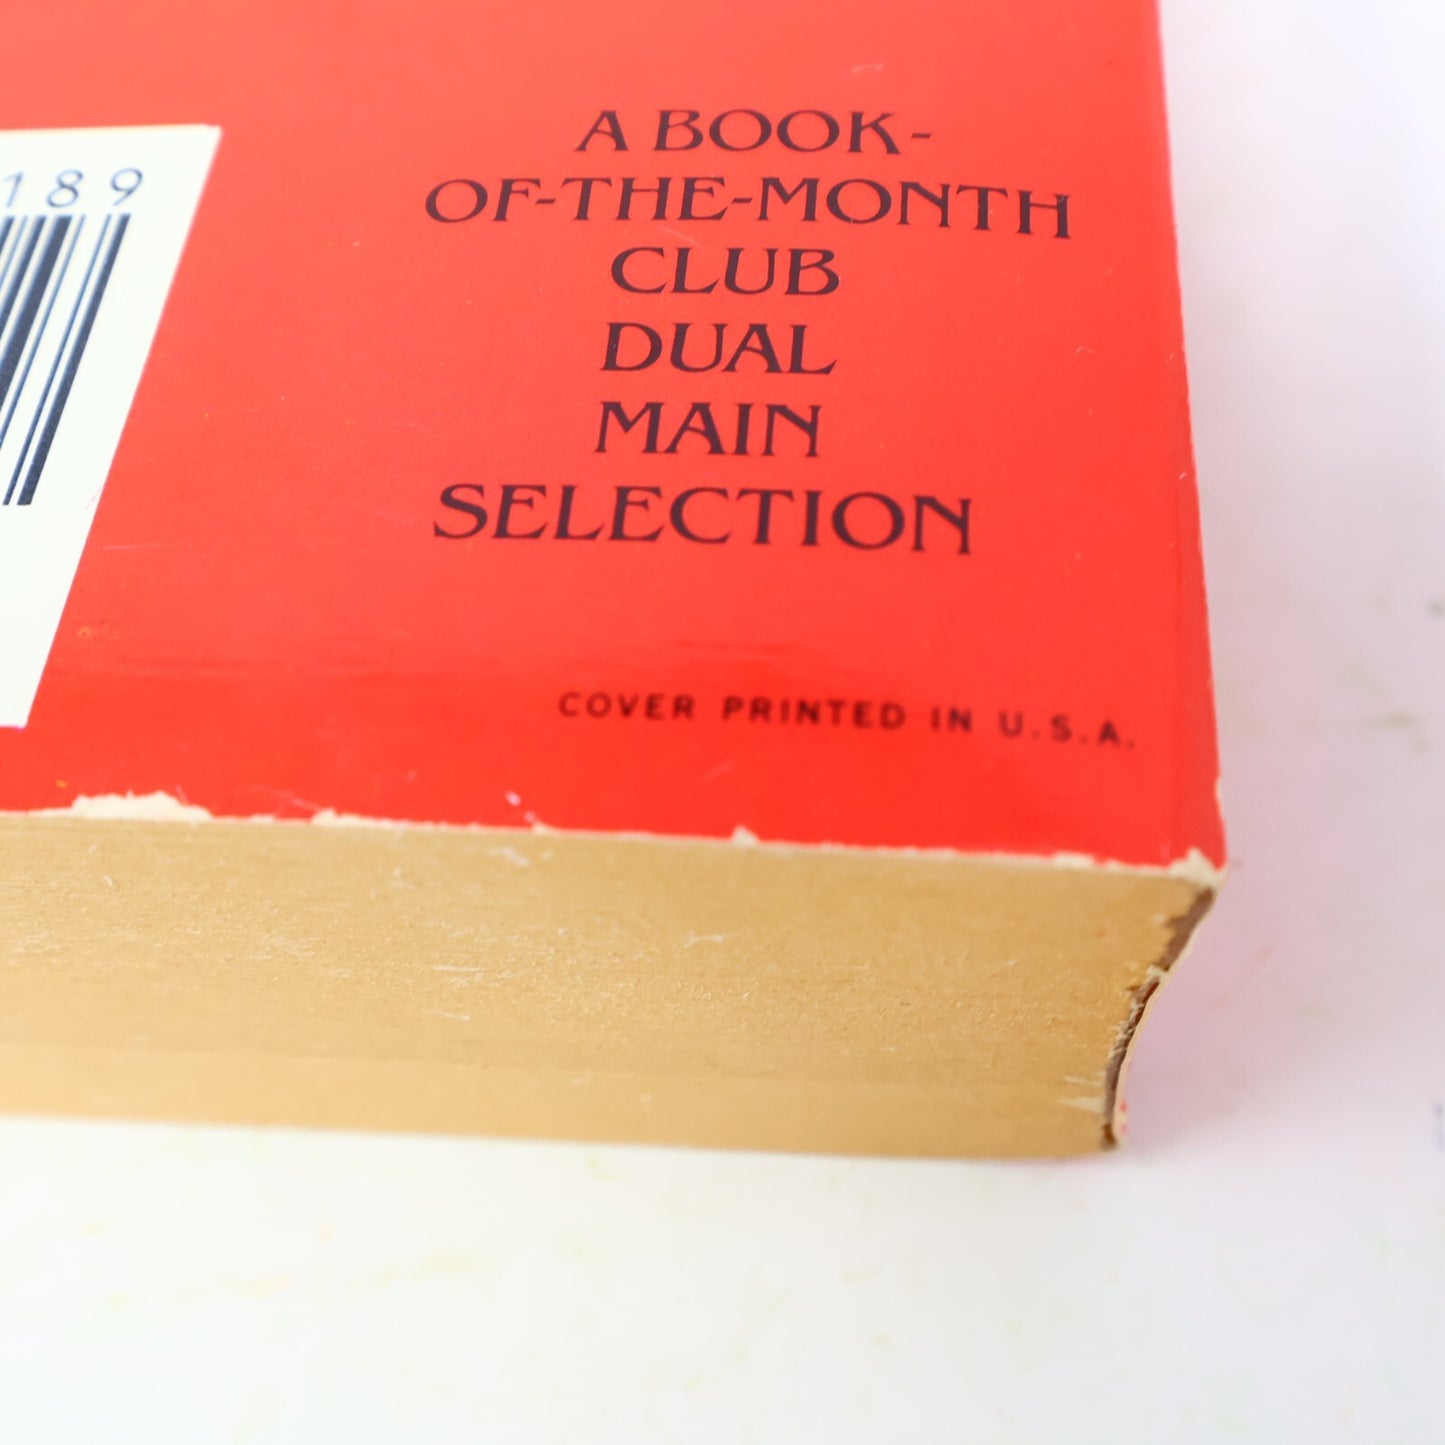 189
A BOOK-
OF-THE-MONTH
CLUB
DUAL
MAIN
SELECTION
COVER PRINTED IN U.S.A.